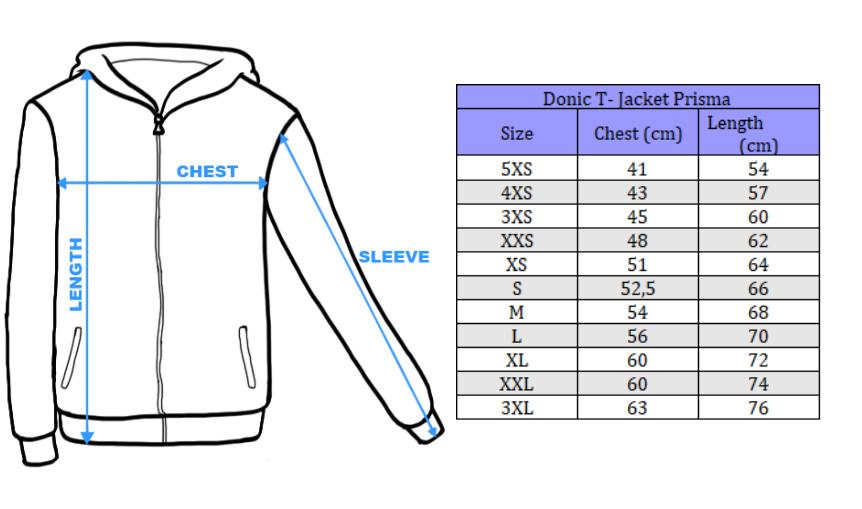 CHEST
LENGTH
SLEEVE
Donic T- Jacket Prisma
Size Chest (cm) Length
(cm)
5XS 41 54
4XS 43 57
3XS 45 60
XXS 48 62
XS 51 64
S 52,5 66
M 54 68
L 56 70
XL 60 72
XXL 60 74
3XL 63 76